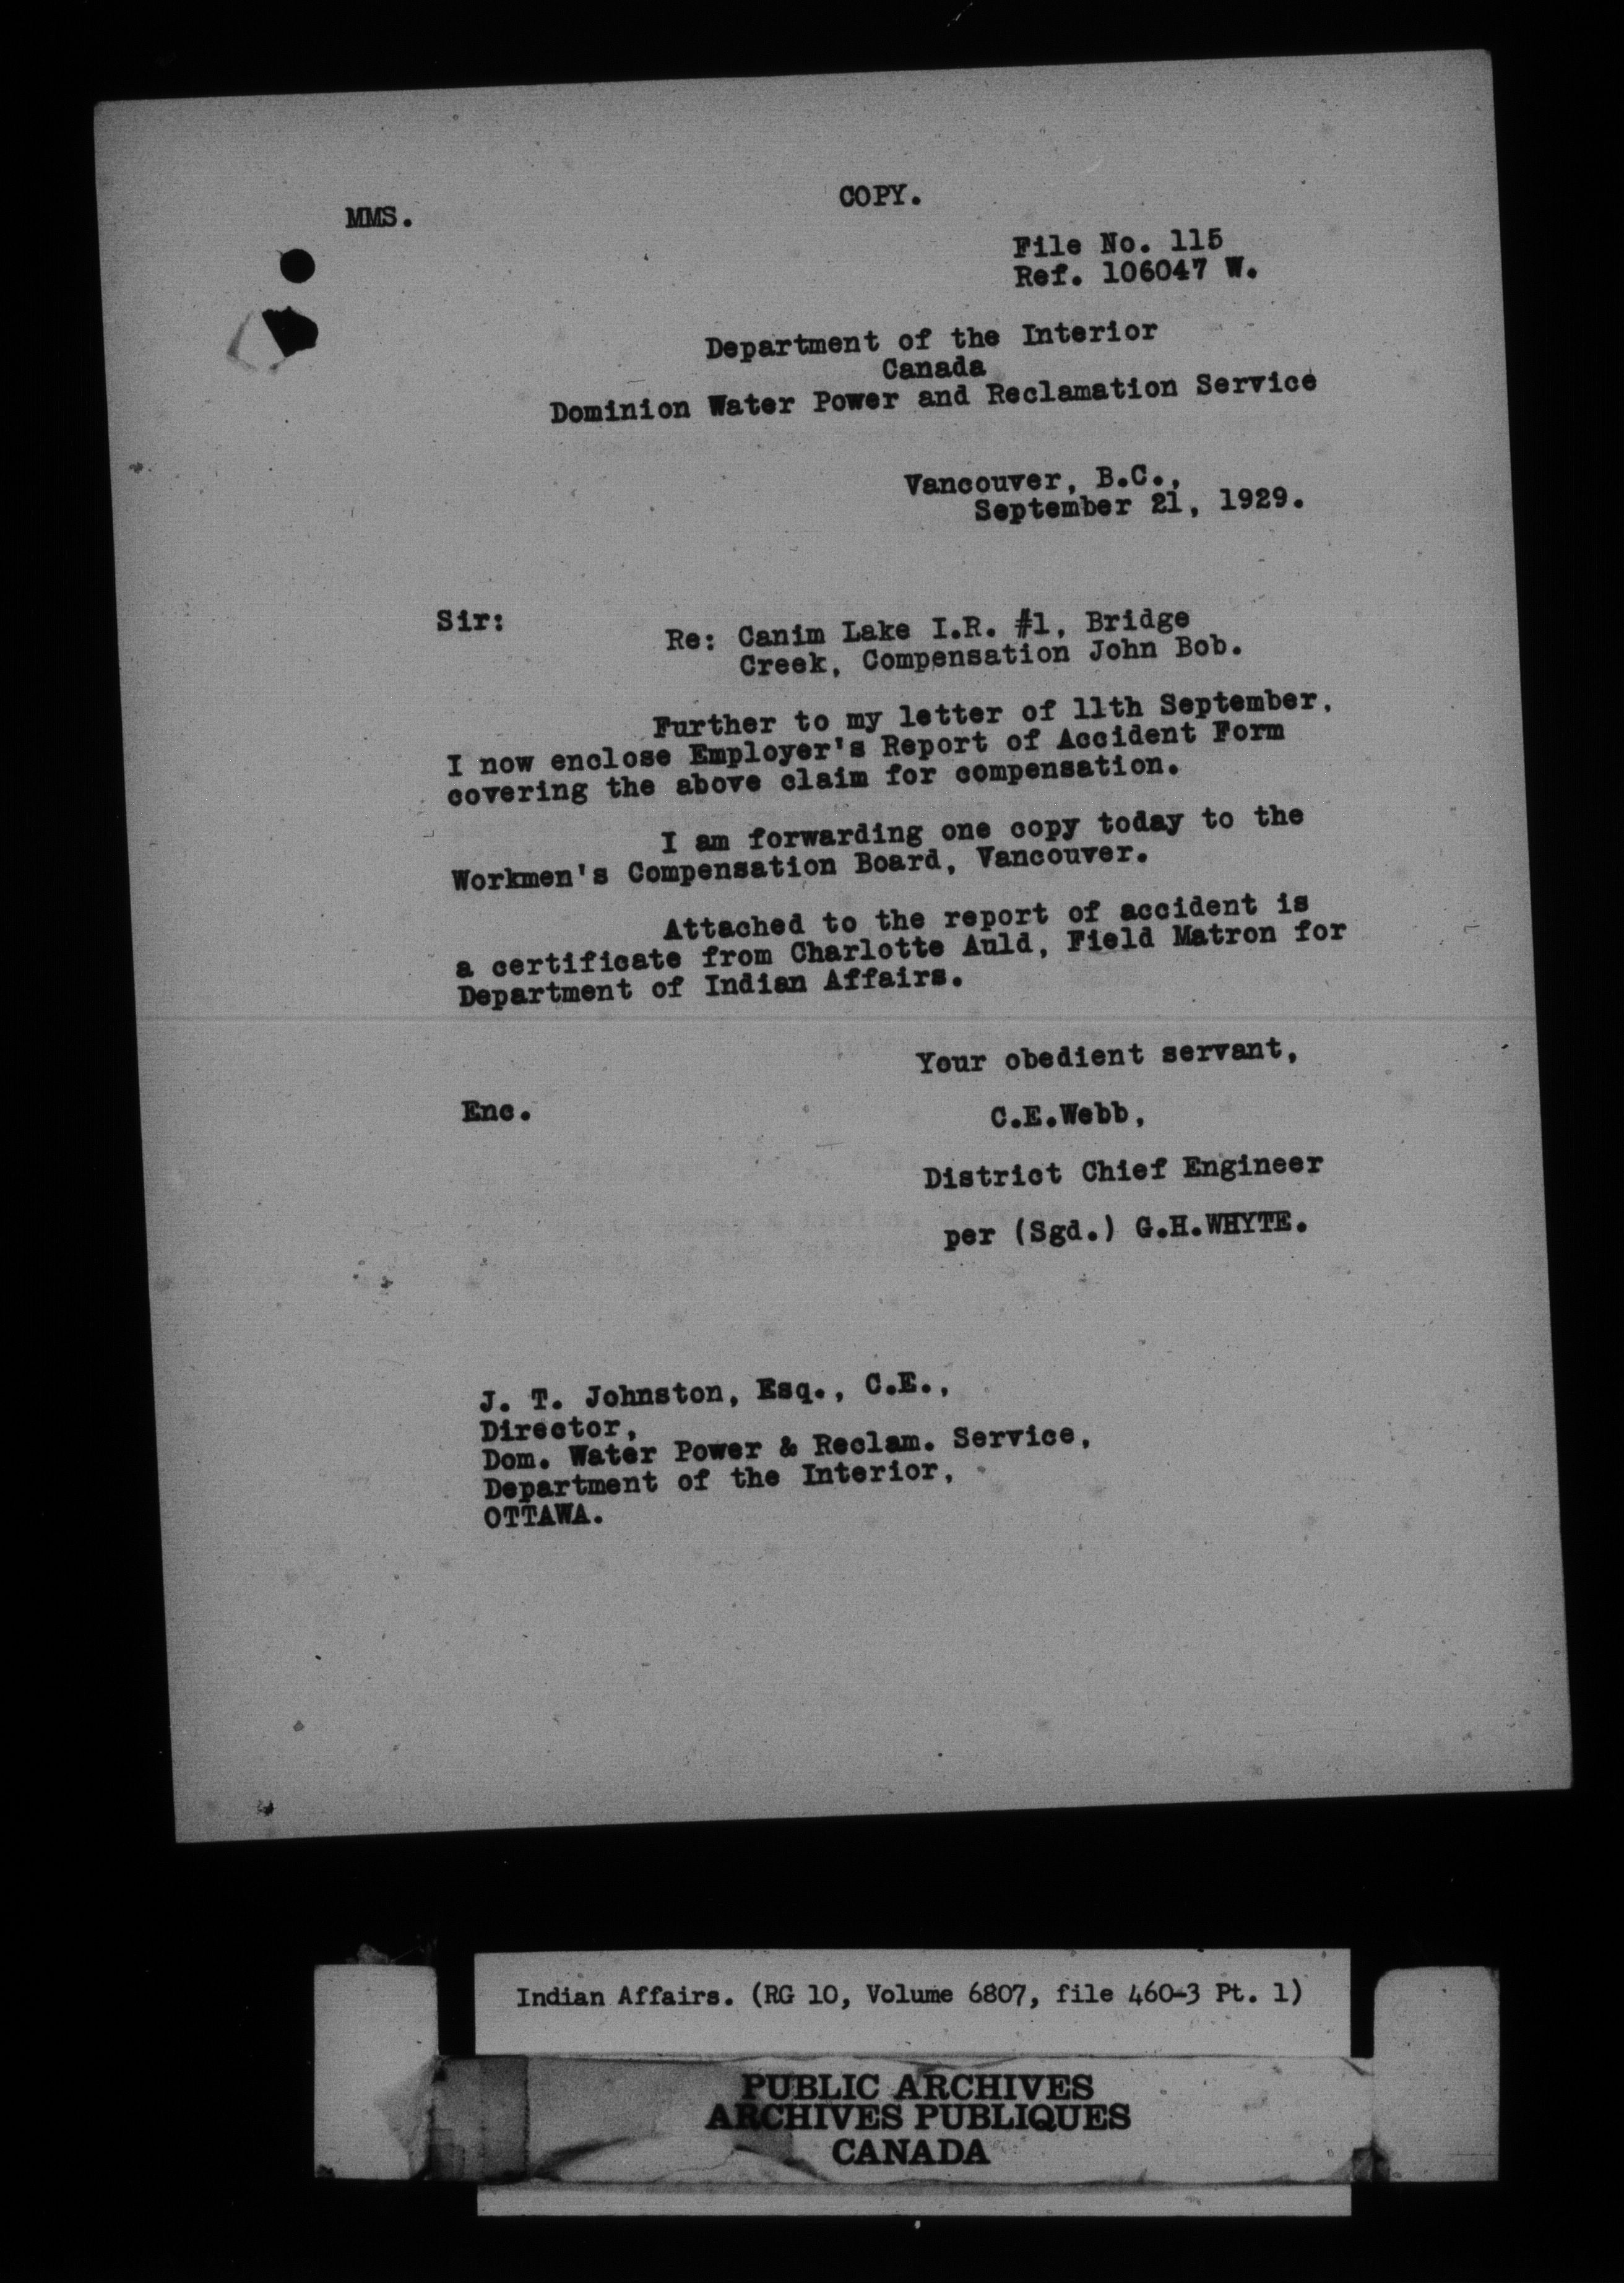 COPY.
MMS.
File No. 115
Ref. 106047 W.
Department of the Interior
Canada
Dominion Water Power and Reclamation Service
Vancouver, B.C.,
September 21, 1929.
Sir:
Re: Canim Lake I.R. #1, Bridge
Creek, Compensation John Bob.
Further to my letter of 11th September,
I now enclose Employer's Report of Accident Form
covering the above claim for compensation.
I am forwarding one copy today to the
Workmen's Compensation Board, Vancouver.
Attached to the report of accident is
a certificate from Charlotte Auld, Field Matron for
Department of Indian Affairs.
Your obedient servant,
Enc.
C.E.Webb,
District Chief Engineer
per (Sgd.) G.H.WHYTE.
J. T. Johnston, Esq., C.E.,
Director,
Dom. Water Power & Reclam. Service,
Department of the Interior,
OTTAWA.
Indian Affairs. (RG 10, Volume 6807, file 460-3 Pt. 1)
PUBLIC ARCHIVES
ARCHIVES PUBLIQUES
CANADA